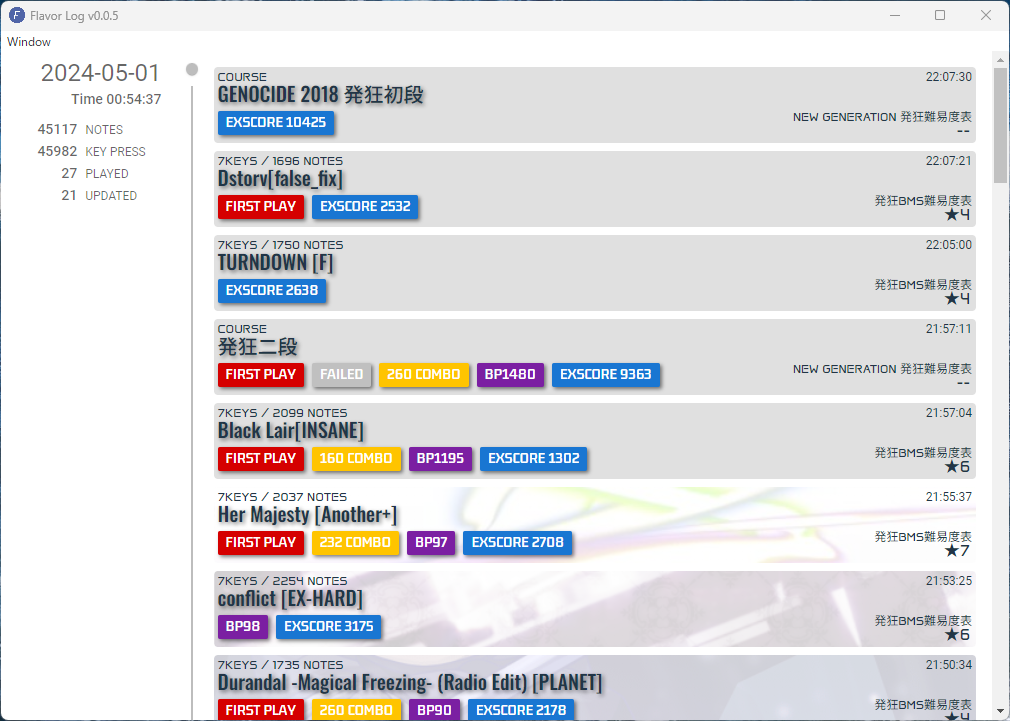 Flavor Log v0.0.5
Window
2024-05-01
Time 00:54:37
45117 NOTES
45982 KEY PRESS
27 PLAYED
21 UPDATED
COURSE 22:07:30
GENOCIDE 2018 発狂初段
EXSCORE 10425
NEW GENERATION 発狂難易度表
--
7KEYS / 1696 NOTES 22:07:21
Dstorv[false_fix]
FIRST PLAY EXSCORE 2532
発狂BMS難易度表
★4
7KEYS / 1750 NOTES 22:05:00
TURNDOWN [F]
EXSCORE 2638
発狂BMS難易度表
★4
COURSE 21:57:11
発狂二段
FIRST PLAY FAILED 260 COMBO BP1480 EXSCORE 9363
NEW GENERATION 発狂難易度表
--
7KEYS / 2099 NOTES 21:57:04
Black Lair[INSANE]
FIRST PLAY 160 COMBO BP1195 EXSCORE 1302
発狂BMS難易度表
★6
7KEYS / 2037 NOTES 21:55:37
Her Majesty [Another+]
FIRST PLAY 232 COMBO BP97 EXSCORE 2708
発狂BMS難易度表
★7
7KEYS / 2254 NOTES 21:53:25
conflict [EX-HARD]
BP98 EXSCORE 3175
発狂BMS難易度表
★6
7KEYS / 1735 NOTES 21:50:34
Durandal -Magical Freezing- (Radio Edit) [PLANET]
FIRST PLAY 260 COMBO BP90 EXSCORE 2178
発狂BMS難易度表
★4